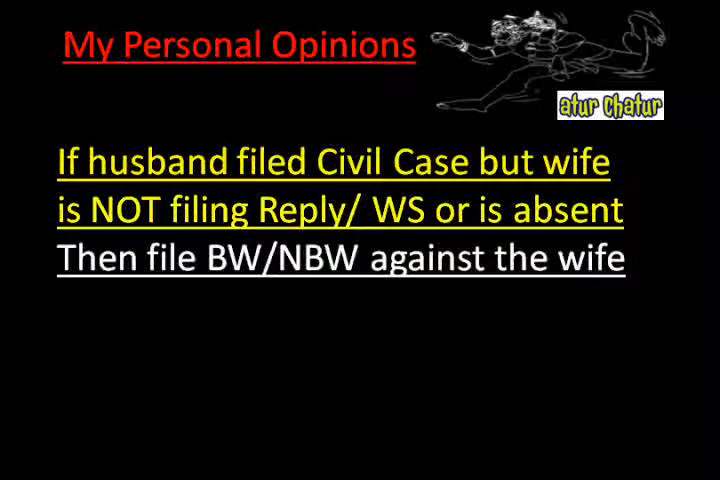 My Personal Opinions
atur chatur
If husband filed Civil Case but wife
is NOT filing Reply/ WS or is absent
Then file BW/NBW against the wife